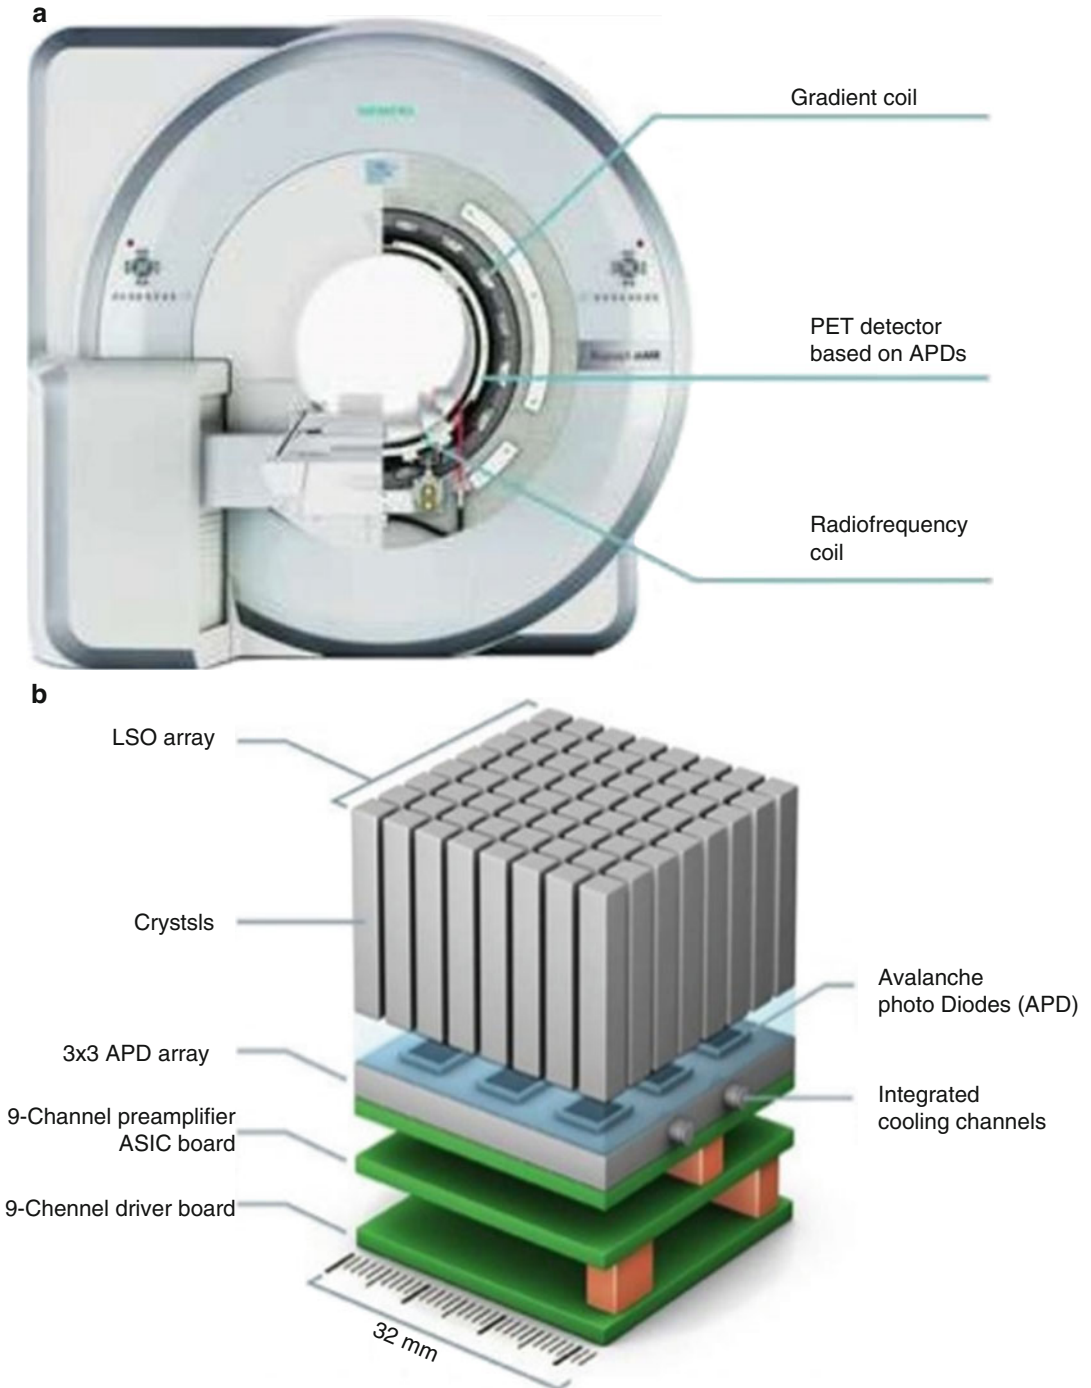 a
SIEMENS
Gradient coil
PET detector
based on APDs
Radiofrequency
coil
b
LSO array
Crystsls
Avalanche
photo Diodes (APD)
3x3 APD array
Integrated
cooling channels
9-Channel preamplifier
ASIC board
9-Chennel driver board
32 mm